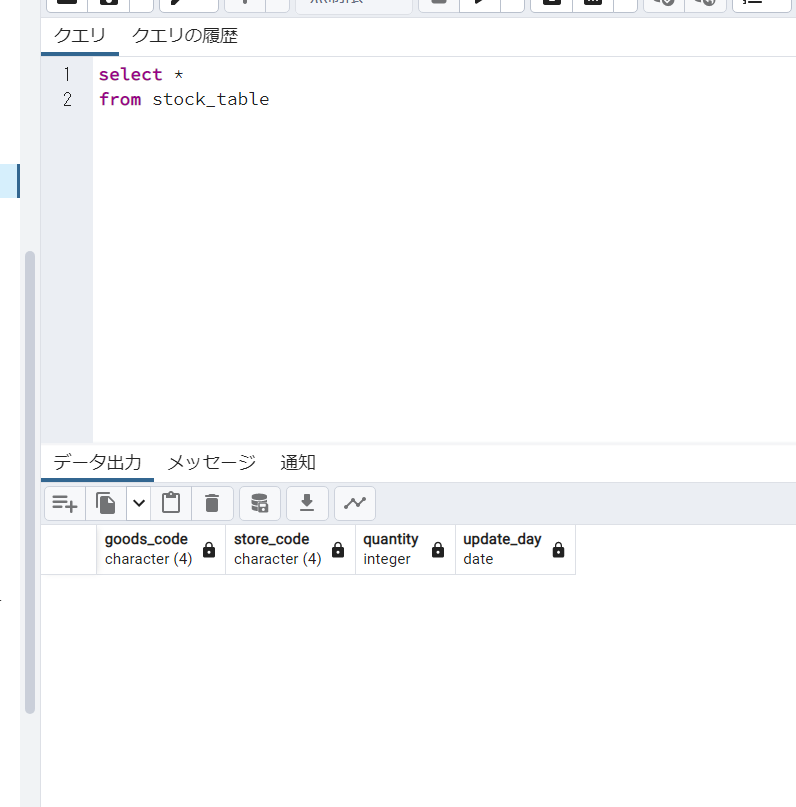 クエリ クエリの履歴
1 select *
2 from stock_table
データ出力 メッセージ 通知
goods_code store_code quantity update_day
character (4) character (4) integer date